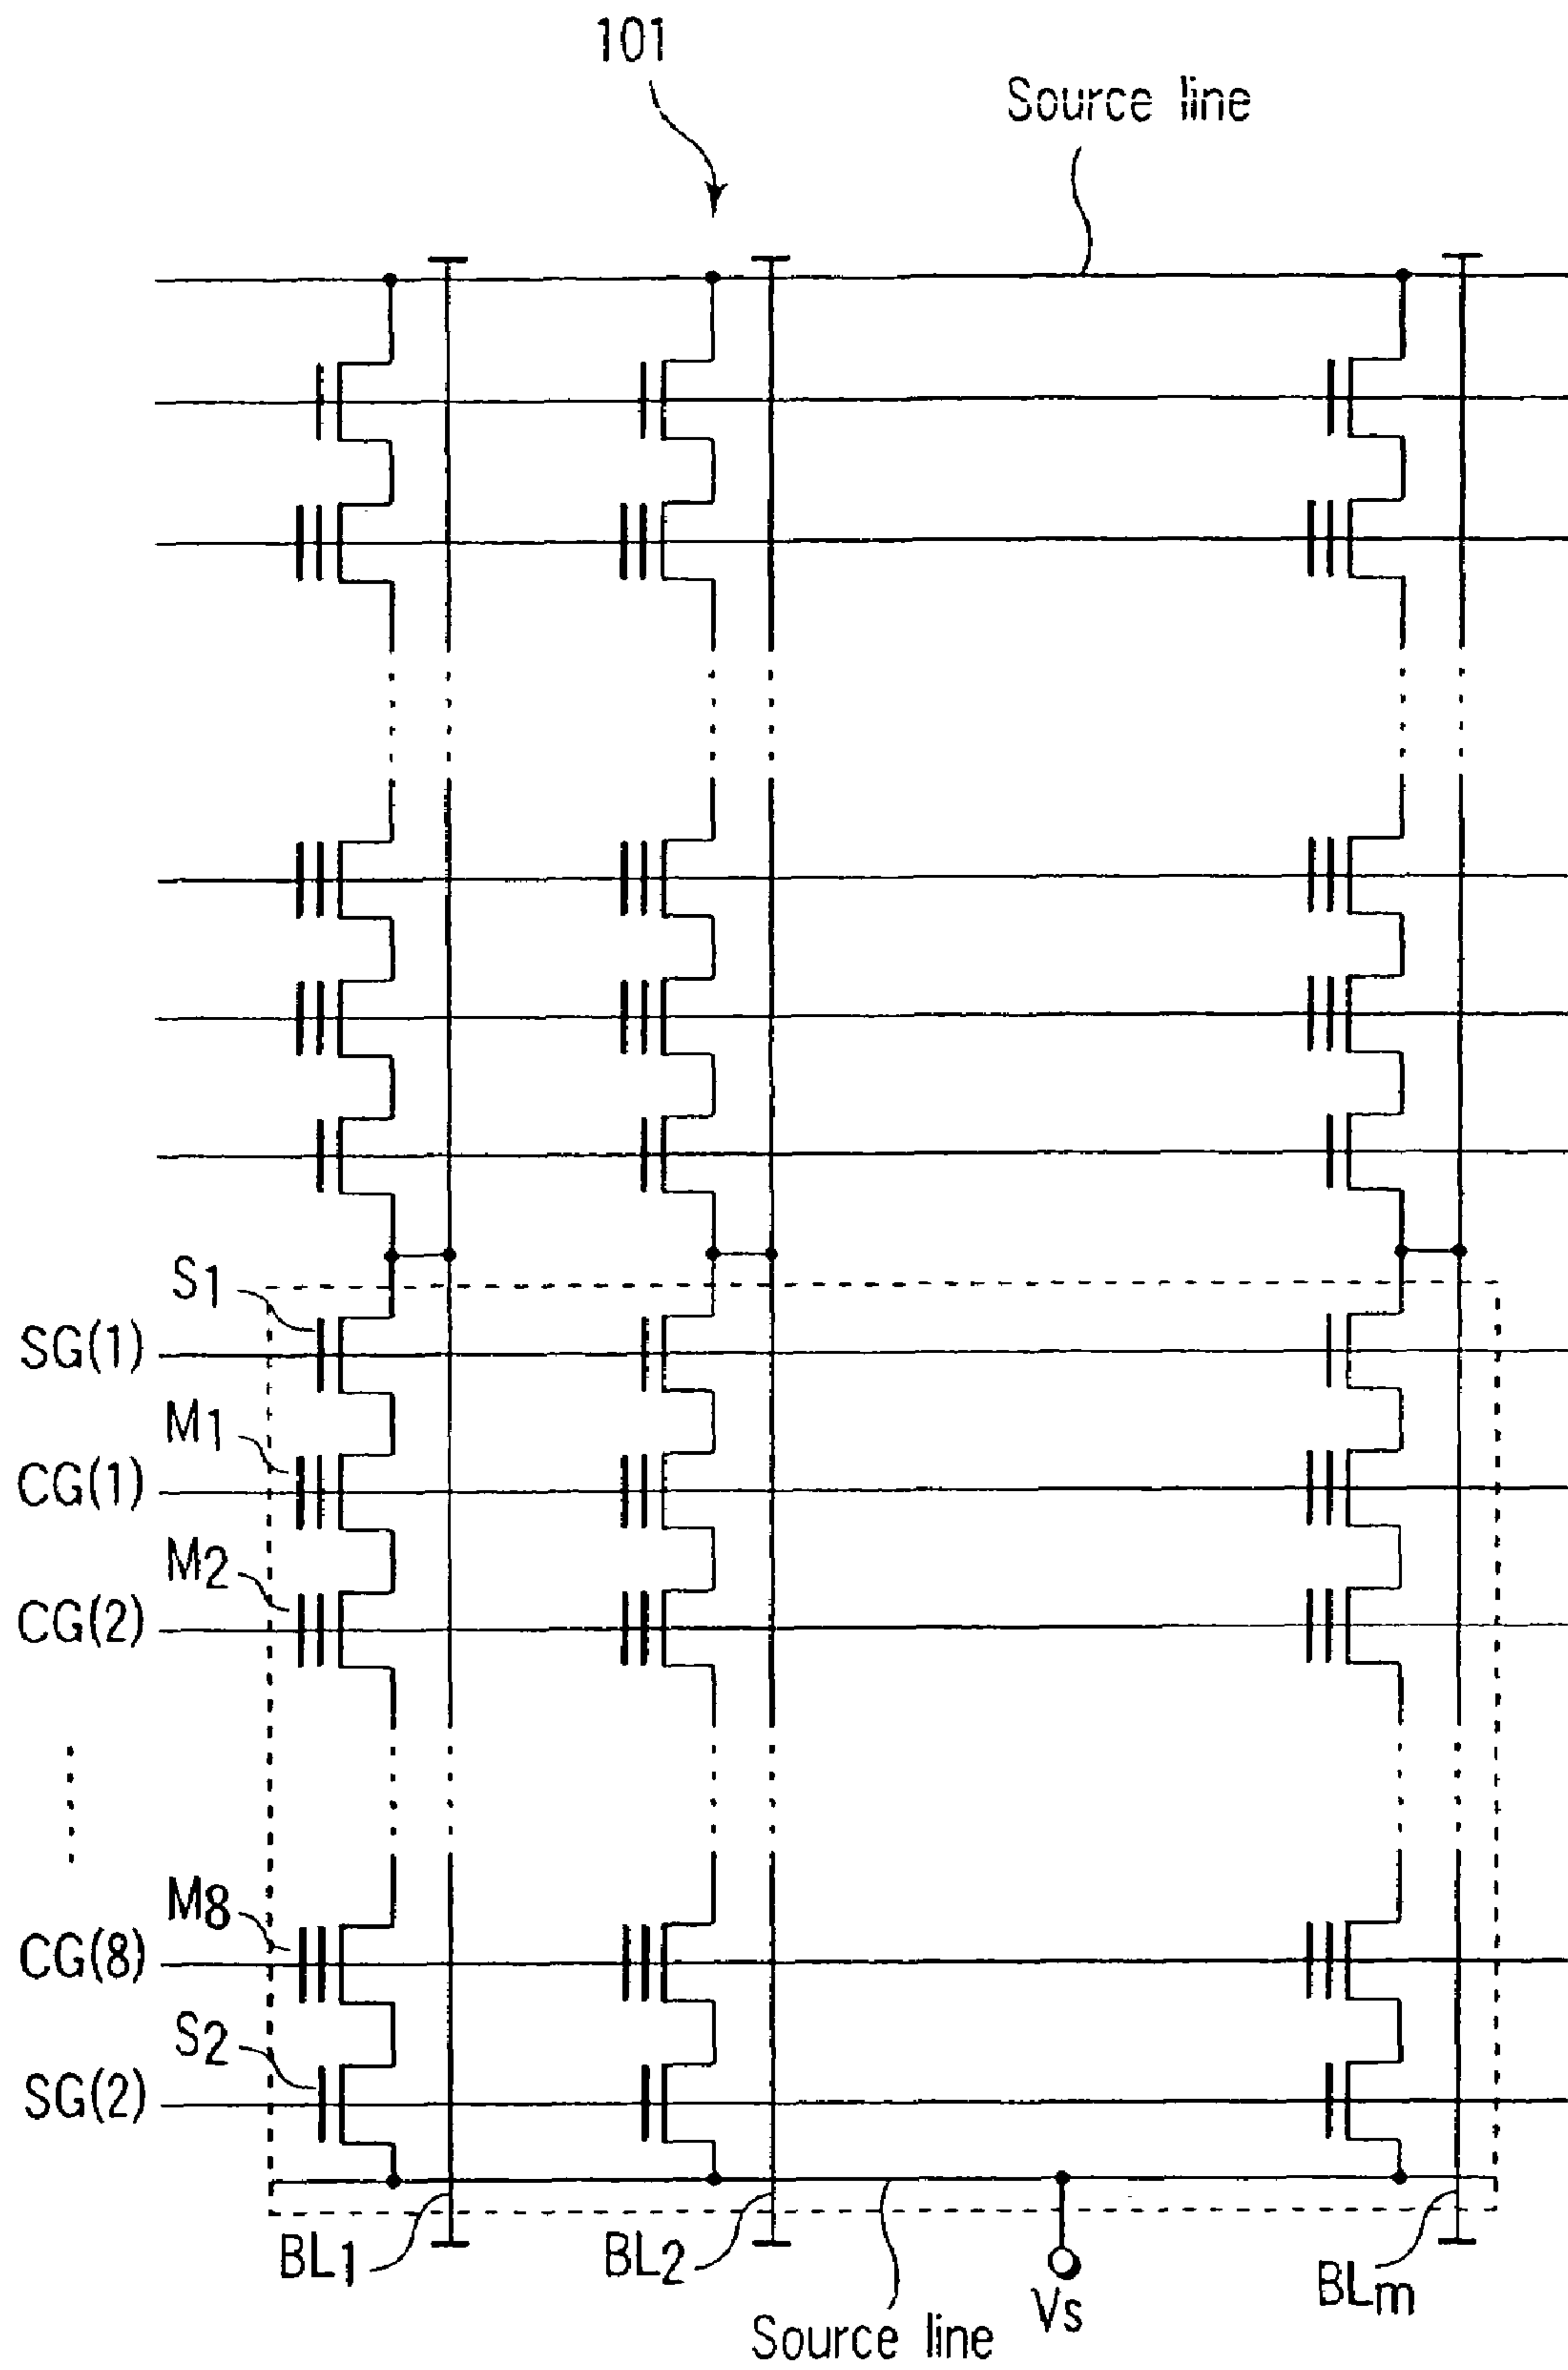 101
Source line
S1
SG(1)
M1
CG(1)
M2
CG(2)
M8
CG(8)
S2
SG(2)
BL1
BL2
BLm
Vs
Source line